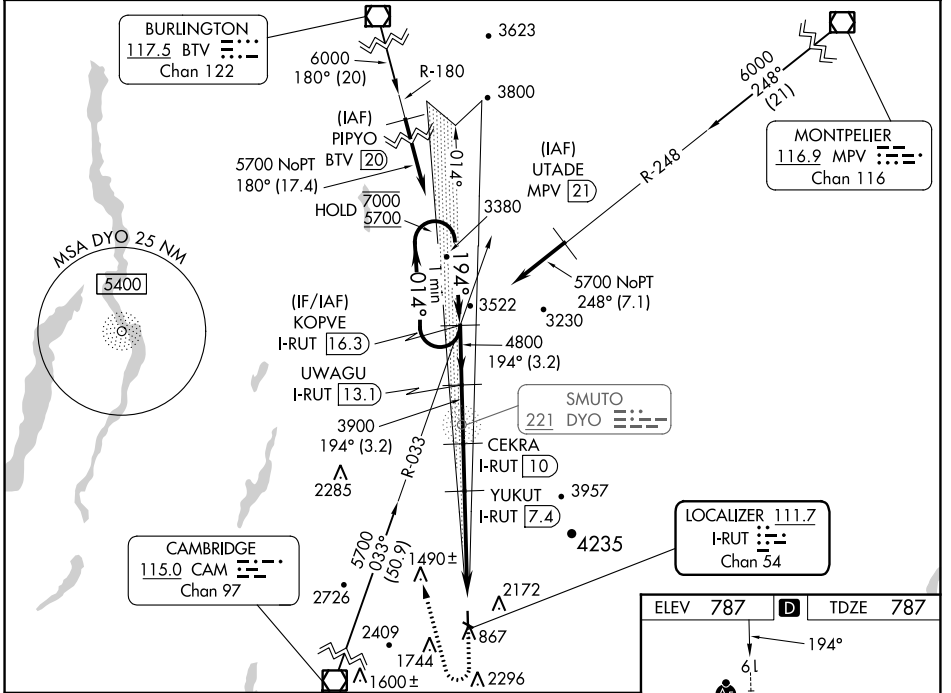 BURLINGTON
117.5 BTV
Chan 122
6000
180° (20)
R-180
3623
3800
6000
248°
(21)
R-248
MONTPELIER
116.9 MPV
Chan 116
(IAF)
PIPYO
BTV 20
5700 NoPT
180° (17.4)
014°
(IAF)
UTADE
MPV 21
HOLD 7000
5700
3380
194°
1 min
014°
5700 NoPT
248° (7.1)
MSA DYO 25 NM
5400
(IF/IAF)
KOPVE
I-RUT 16.3
3522
3230
4800
194° (3.2)
UWAGU
I-RUT 13.1
SMUTO
221 DYO
3900
194° (3.2)
R-033
CEKRA
I-RUT 10
2285
YUKUT
I-RUT 7.4
3957
4235
LOCALIZER 111.7
I-RUT
Chan 54
CAMBRIDGE
115.0 CAM
Chan 97
5700
033°
(50.9)
1490±
2726
2172
867
2409
1744
1600±
2296
ELEV 787 D TDZE 787
194°